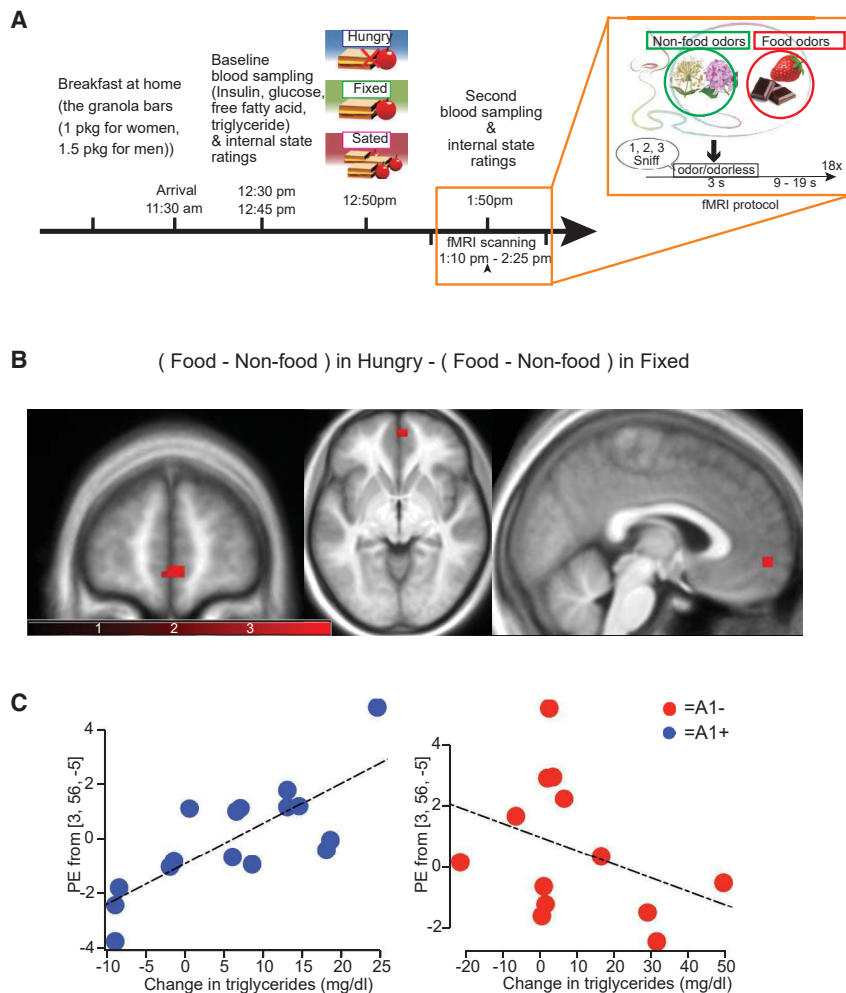 A
Breakfast at home
(the granola bars
(1 pkg for women,
1.5 pkg for men))
Arrival
11:30 am
Baseline
blood sampling
(Insulin, glucose,
free fatty acid,
triglyceride)
& internal state
ratings
12:30 pm
12:45 pm
Hungry
Fixed
Sated
12:50pm
Second
blood sampling
&
internal state
ratings
1:50pm
fMRI scanning
1:10 pm - 2:25 pm
Non-food odors
Food odors
1, 2, 3
Sniff
odor/odorless
18x
3 s
9 - 19 s
fMRI protocol
B
( Food - Non-food ) in Hungry - ( Food - Non-food ) in Fixed
1 2 3
C
=A1-
=A1+
PE from [3, 56, -5]
4
2
0
-2
-4
-10 -5 0 5 10 15 20 25
Change in triglycerides (mg/dl)
PE from [3, 56, -5]
4
2
0
-2
-20 -10 0 10 20 30 40 50
Change in triglycerides (mg/dl)